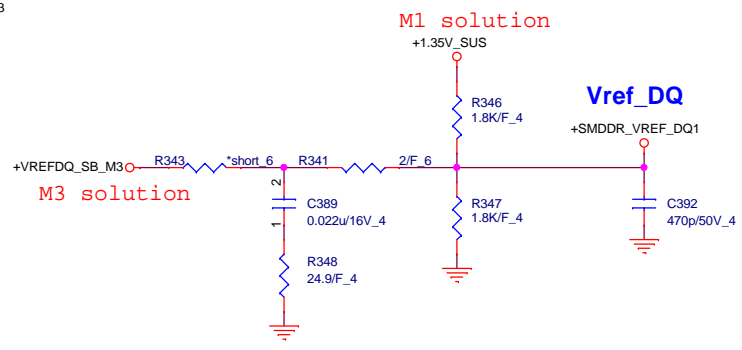 3
M1 solution
+1.35V_SUS
R346
1.8K/F_4
Vref_DQ
+SMDDR_VREF_DQ1
+VREFDQ_SB_M3
R343
*short_6
R341
2/F_6
M3 solution
2
C389
0.022u/16V_4
1
R347
1.8K/F_4
C392
470p/50V_4
R348
24.9/F_4